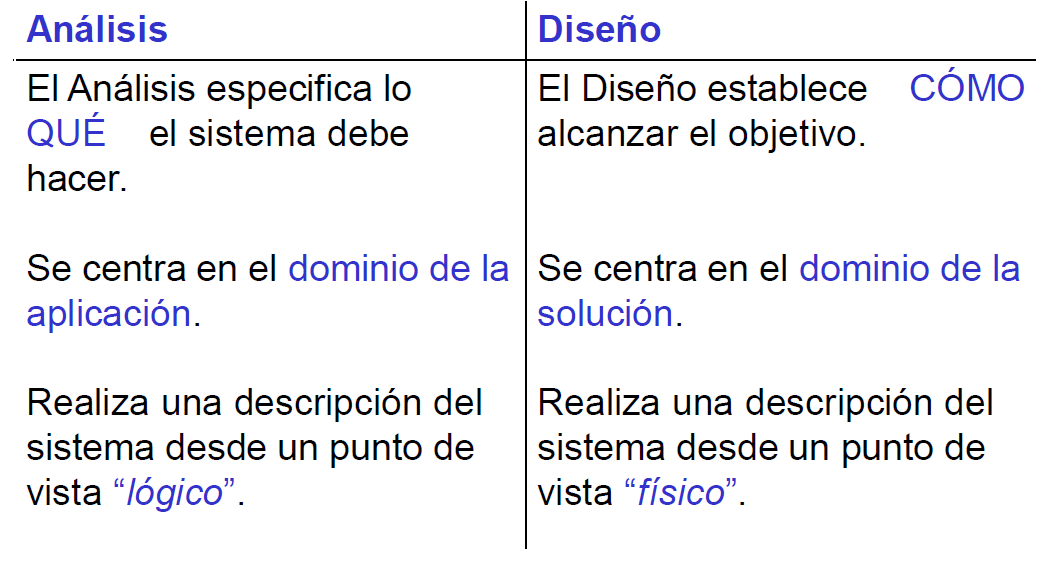 Análisis
El Análisis especifica lo
QUÉ el sistema debe
hacer.
Se centra en el dominio de la
aplicación.
Realiza una descripción del
sistema desde un punto de
vista “lógico”.
Diseño
El Diseño establece CÓMO
alcanzar el objetivo.
Se centra en el dominio de la
solución.
Realiza una descripción del
sistema desde un punto de
vista “físico”.